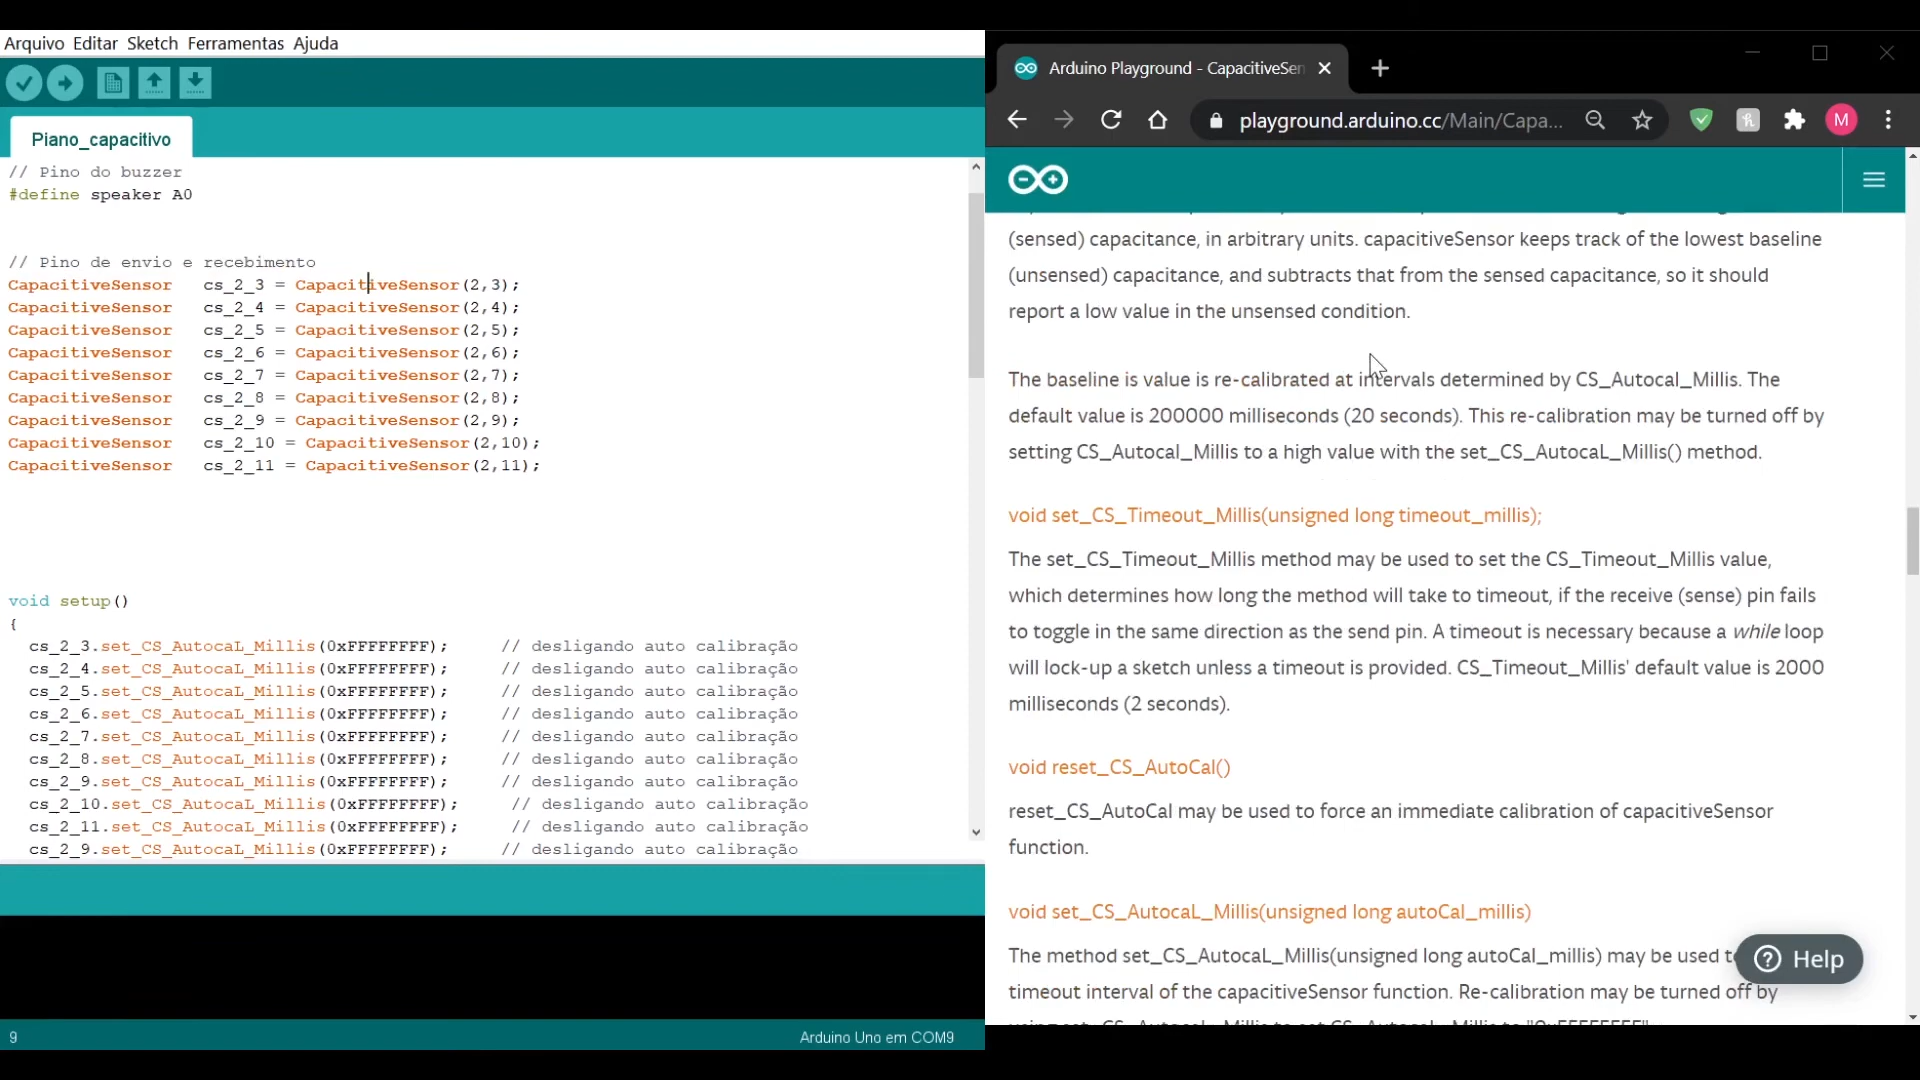 Arquivo Editar Sketch Ferramentas Ajuda
Piano_capacitivo
// Pino do buzzer
#define speaker A0
// Pino de envio e recebimento
CapacitiveSensor   cs_2_3 = CapacitiveSensor(2,3);
CapacitiveSensor   cs_2_4 = CapacitiveSensor(2,4);
CapacitiveSensor   cs_2_5 = CapacitiveSensor(2,5);
CapacitiveSensor   cs_2_6 = CapacitiveSensor(2,6);
CapacitiveSensor   cs_2_7 = CapacitiveSensor(2,7);
CapacitiveSensor   cs_2_8 = CapacitiveSensor(2,8);
CapacitiveSensor   cs_2_9 = CapacitiveSensor(2,9);
CapacitiveSensor   cs_2_10 = CapacitiveSensor(2,10);
CapacitiveSensor   cs_2_11 = CapacitiveSensor(2,11);
void setup()
{
cs_2_3.set_CS_AutocaL_Millis(0xFFFFFFFF);     // desligando auto calibração
cs_2_4.set_CS_AutocaL_Millis(0xFFFFFFFF);     // desligando auto calibração
cs_2_5.set_CS_AutocaL_Millis(0xFFFFFFFF);     // desligando auto calibração
cs_2_6.set_CS_AutocaL_Millis(0xFFFFFFFF);     // desligando auto calibração
cs_2_7.set_CS_AutocaL_Millis(0xFFFFFFFF);     // desligando auto calibração
cs_2_8.set_CS_AutocaL_Millis(0xFFFFFFFF);     // desligando auto calibração
cs_2_9.set_CS_AutocaL_Millis(0xFFFFFFFF);     // desligando auto calibração
cs_2_10.set_CS_AutocaL_Millis(0xFFFFFFFF);     // desligando auto calibração
cs_2_11.set_CS_AutocaL_Millis(0xFFFFFFFF);     // desligando auto calibração
cs_2_9.set_CS_AutocaL_Millis(0xFFFFFFFF);     // desligando auto calibração
9
Arduino Uno em COM9
Arduino Playground - CapacitiveSen
playground.arduino.cc/Main/Capa...
M
(sensed) capacitance, in arbitrary units. capacitiveSensor keeps track of the lowest baseline
(unsensed) capacitance, and subtracts that from the sensed capacitance, so it should
report a low value in the unsensed condition.
The baseline is value is re-calibrated at intervals determined by CS_Autocal_Millis. The
default value is 200000 milliseconds (20 seconds). This re-calibration may be turned off by
setting CS_Autocal_Millis to a high value with the set_CS_AutocaL_Millis() method.
void set_CS_Timeout_Millis(unsigned long timeout_millis);
The set_CS_Timeout_Millis method may be used to set the CS_Timeout_Millis value,
which determines how long the method will take to timeout, if the receive (sense) pin fails
to toggle in the same direction as the send pin. A timeout is necessary because a while loop
will lock-up a sketch unless a timeout is provided. CS_Timeout_Millis' default value is 2000
milliseconds (2 seconds).
void reset_CS_AutoCal()
reset_CS_AutoCal may be used to force an immediate calibration of capacitiveSensor
function.
void set_CS_AutocaL_Millis(unsigned long autoCal_millis)
The method set_CS_AutocaL_Millis(unsigned long autoCal_millis) may be used
timeout interval of the capacitiveSensor function. Re-calibration may be turned off by
Help